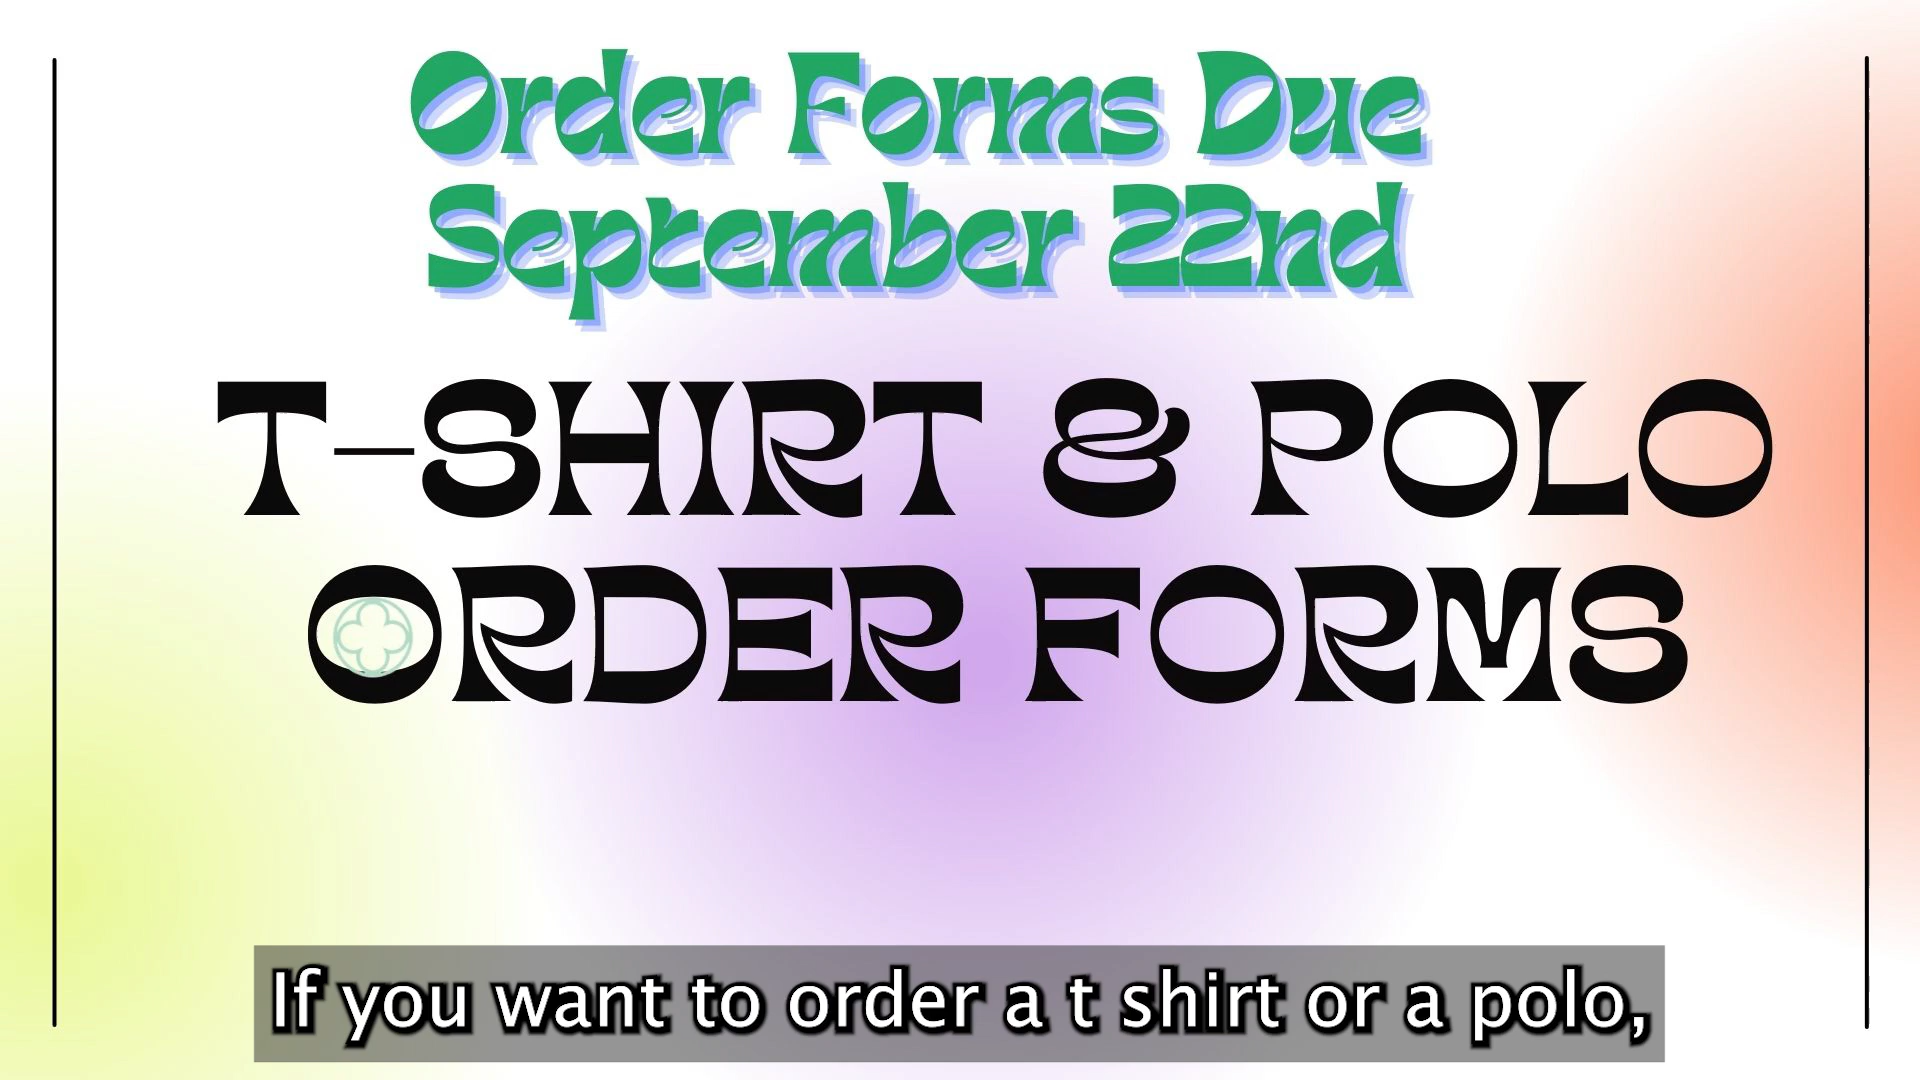 Order Forms Due
September 22nd
T-SHIRT & POLO
ORDER FORMS
If you want to order a t shirt or a polo,